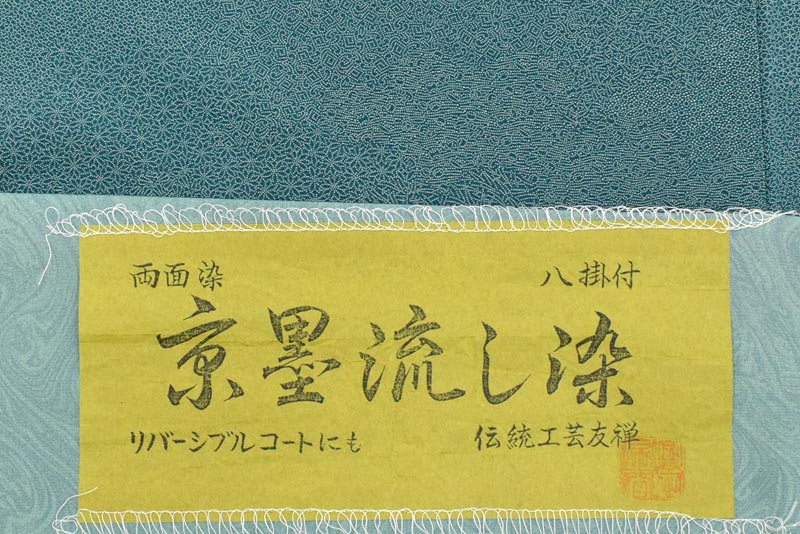 両面染 八掛付
京墨流し染
リバーシブルコートにも 伝統工芸友禅